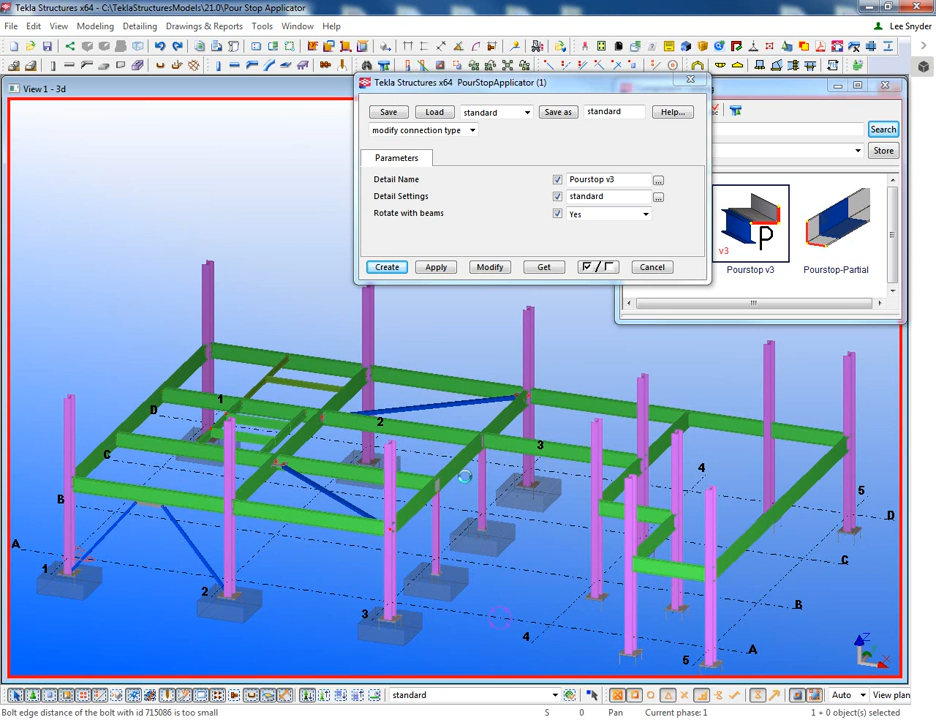 Tekla Structures x64 - C:\TeklaStructuresModels\21.0\Pour Stop Applicator
File Edit View Modeling Detailing Drawings & Reports Tools Window Help
Lee Snyder
View 1 - 3d
Tekla Structures x64 PourStopApplicator (1)
Save Load standard Save as standard Help...
modify connection type
Search
Store
Parameters
Detail Name Pourstop v3 ...
Detail Settings standard ...
Rotate with beams Yes
Create Apply Modify Get / Cancel
v3 P
Pourstop v3 Pourstop-Partial
1
D
2
3
C
4
B
5
D
A
C
1
2
B
3
4
A
5
Z
X
standard Auto View plan
Bolt edge distance of the bolt with id 715086 is too small S 0 Pan Current phase: 1 1 + 0 object(s) selected